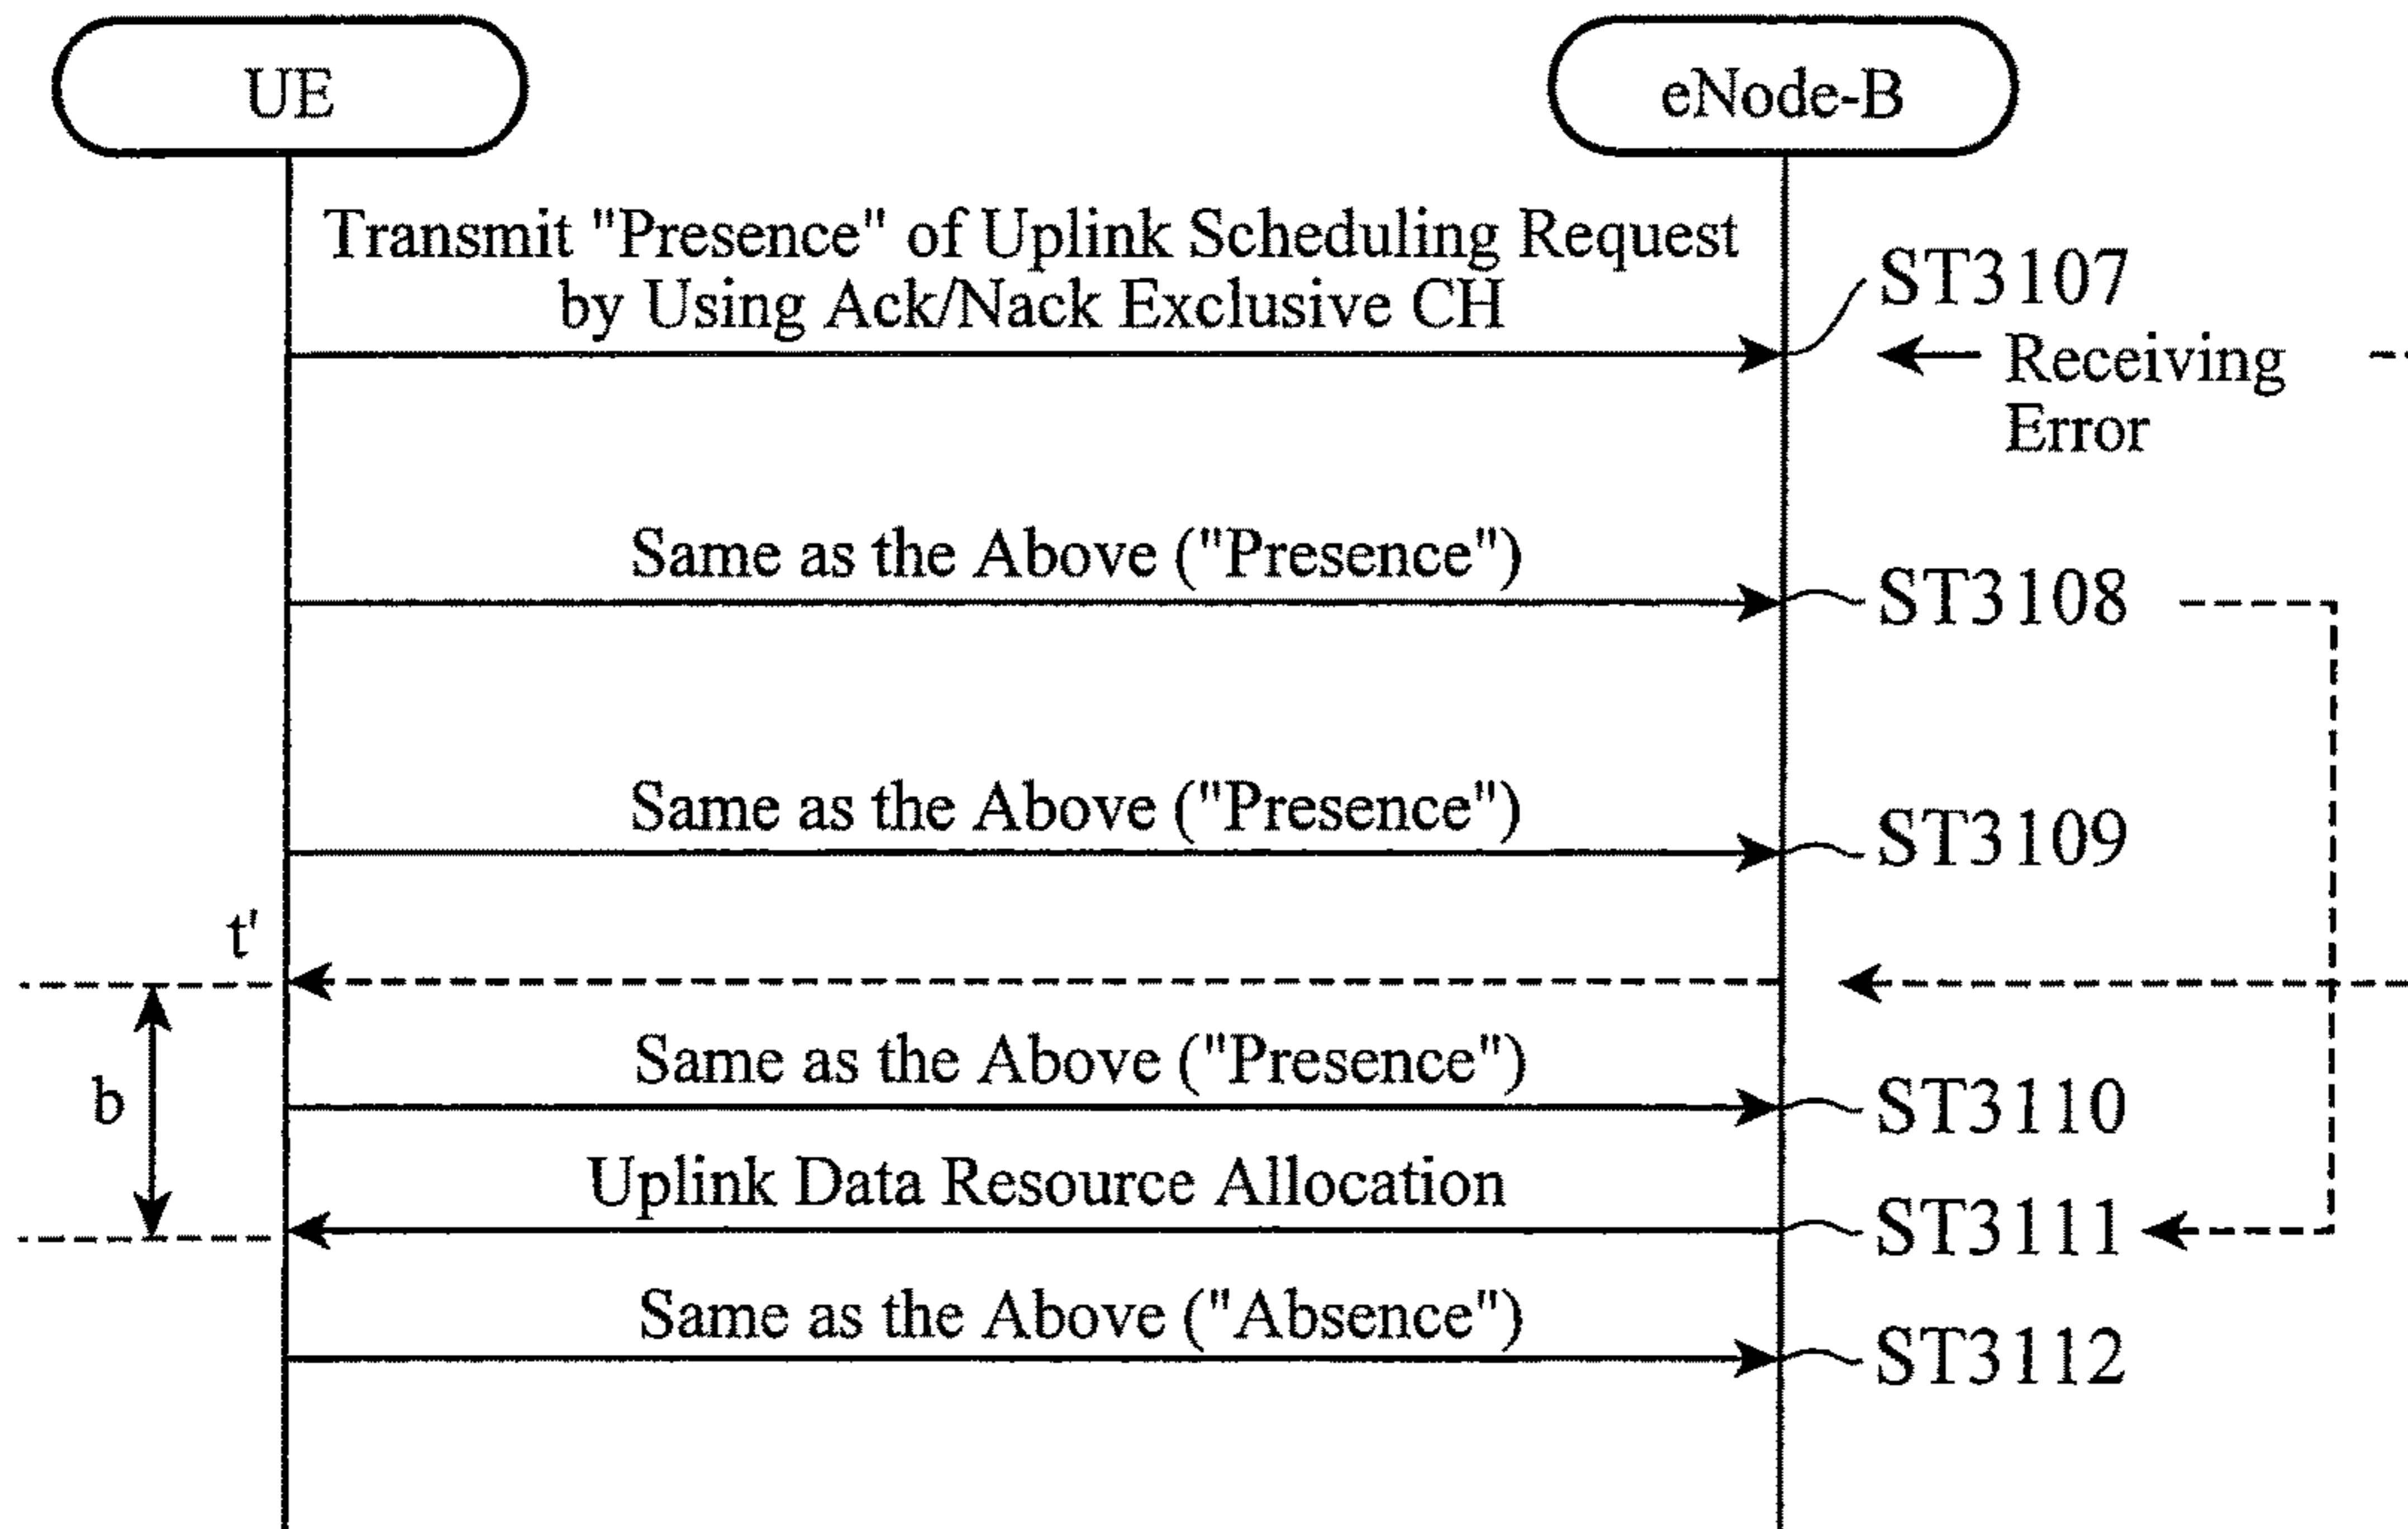 UE
eNode-B
Transmit "Presence" of Uplink Scheduling Request
by Using Ack/Nack Exclusive CH
ST3107
Receiving
Error
Same as the Above ("Presence")
ST3108
Same as the Above ("Presence")
ST3109
t'
Same as the Above ("Presence")
b
ST3110
Uplink Data Resource Allocation
ST3111
Same as the Above ("Absence")
ST3112